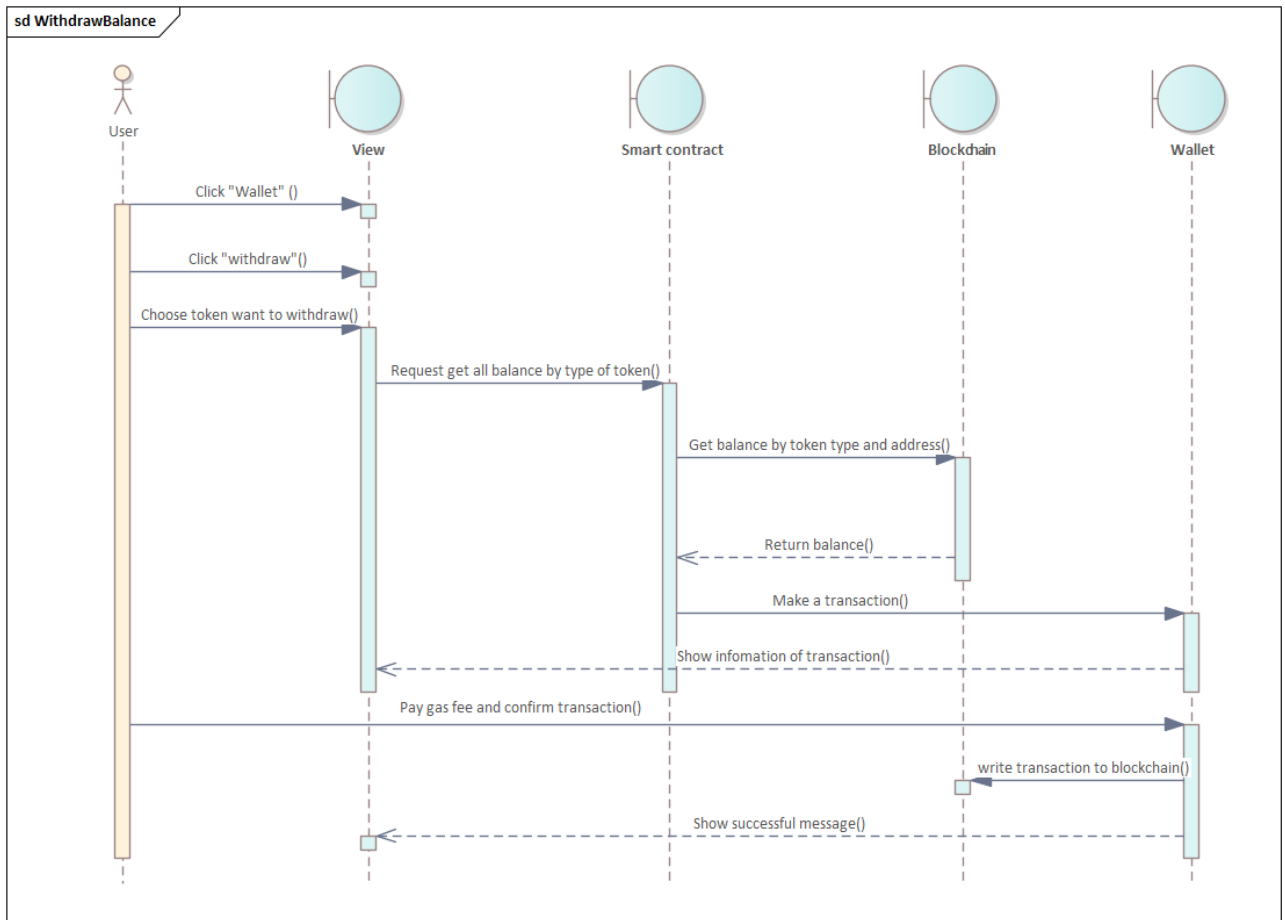 sd WithdrawBalance
User
View
Smart contract
Blockchain
Wallet
Click "Wallet" ()
Click "withdraw"()
Choose token want to withdraw()
Request get all balance by type of token()
Get balance by token type and address()
Return balance()
Make a transaction()
Show infomation of transaction()
Pay gas fee and confirm transaction()
write transaction to blockchain()
Show successful message()